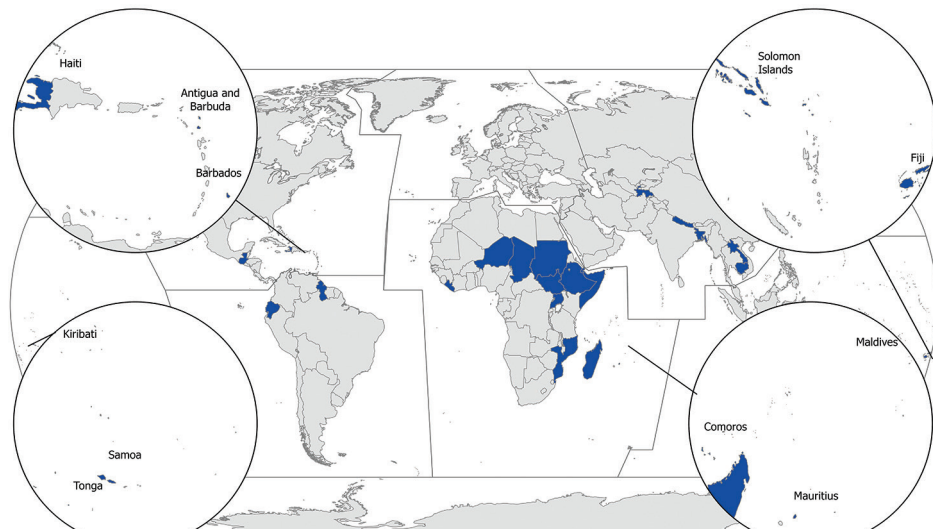 Haiti
Antigua and
Barbuda
Barbados
Solomon
Islands
Fiji
Kiribati
Samoa
Tonga
Maldives
Comoros
Mauritius